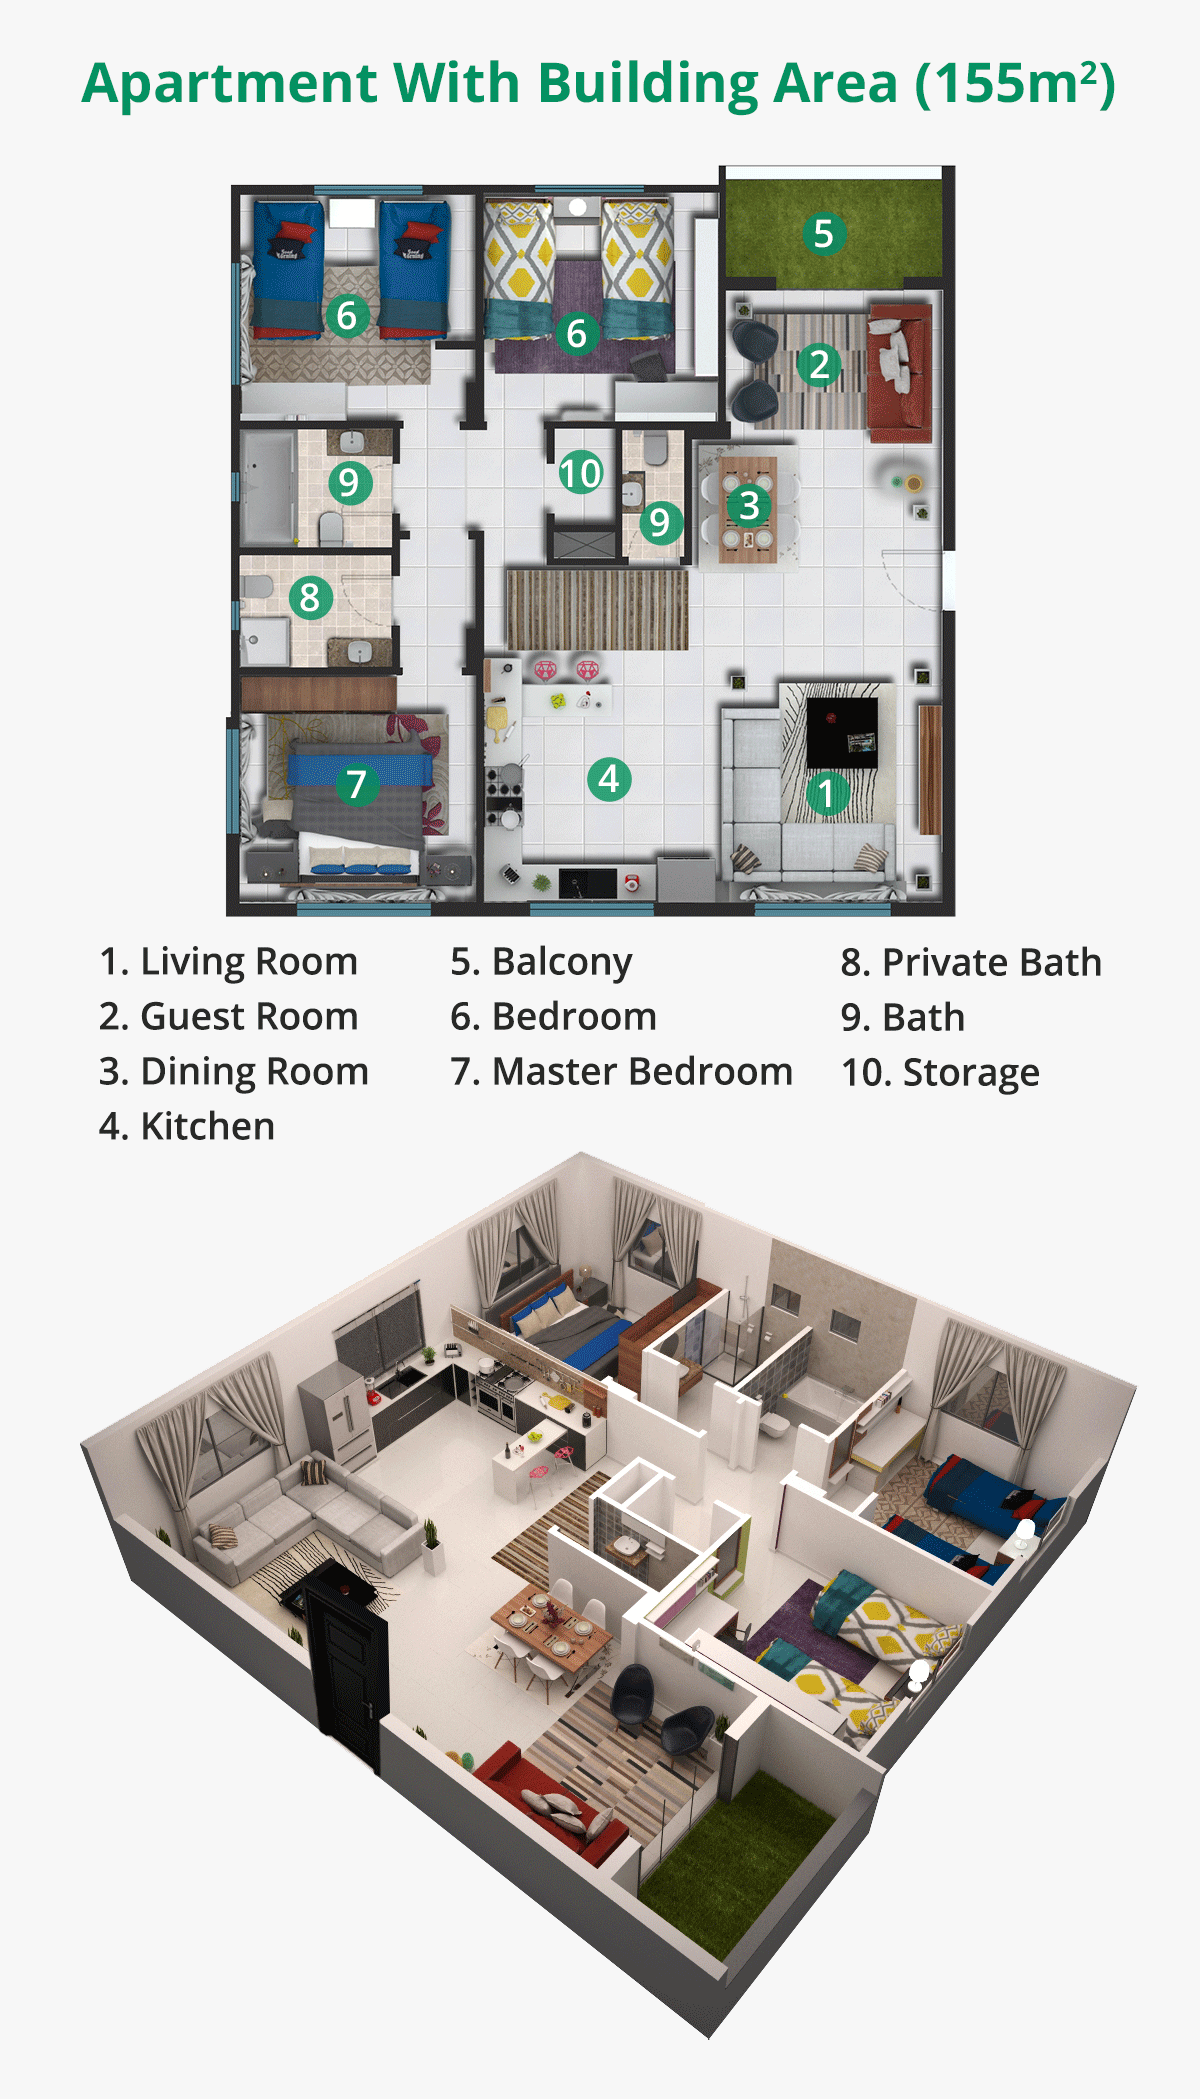 Apartment With Building Area (155m²)
5
6
6
2
9
10
3
9
8
7
4
1
1. Living Room
2. Guest Room
3. Dining Room
4. Kitchen
5. Balcony
6. Bedroom
7. Master Bedroom
8. Private Bath
9. Bath
10. Storage